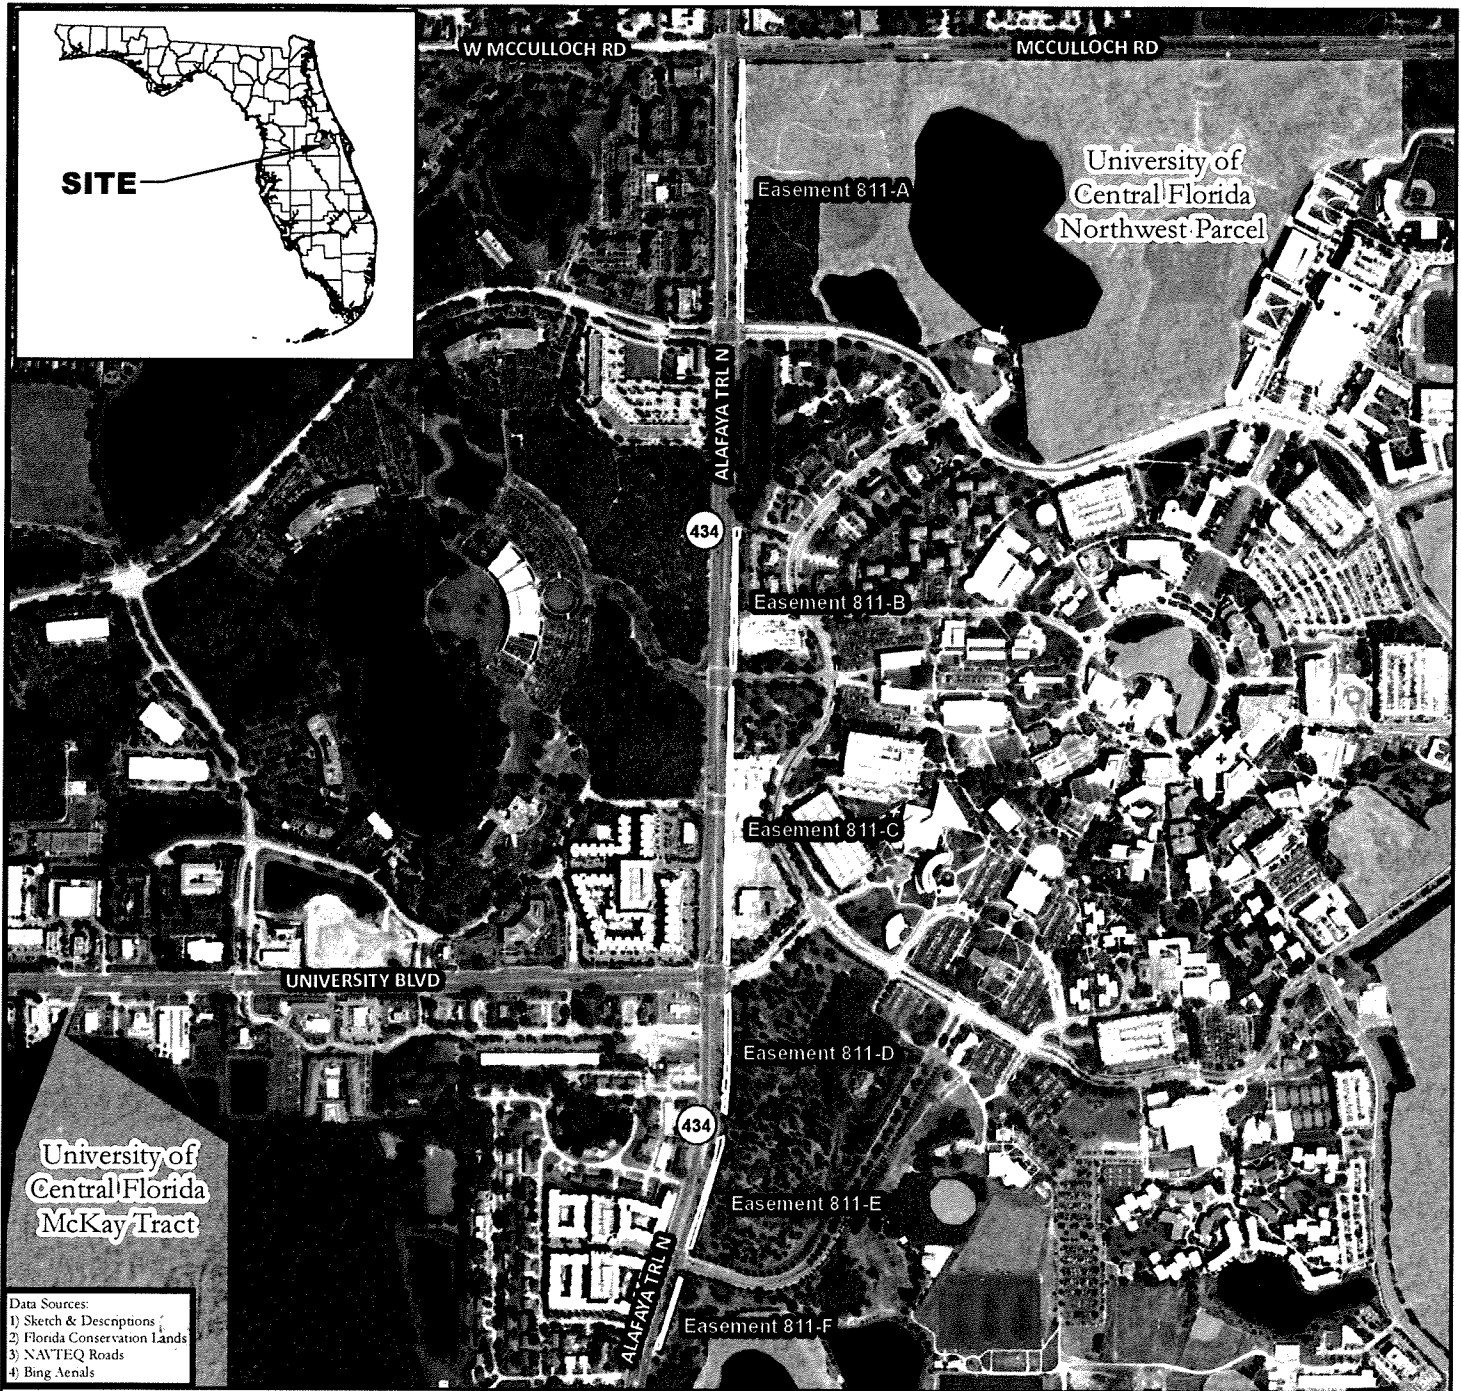 W MCCULLOCH RD
MCCULLOCH RD
SITE
Easement 811-A
University of
Central Florida
Northwest Parcel
ALAFAYA TRL N
434
Easement 811-B
Easement 811-C
UNIVERSITY BLVD
Easement 811-D
434
University of
Central Florida
McKay Tract
Easement 811-E
ALAFAYA TRL N
Easement 811-F
Data Sources:
1) Sketch & Descriptions
2) Florida Conservation Lands
3) NAVTEQ Roads
4) Bing Aerials